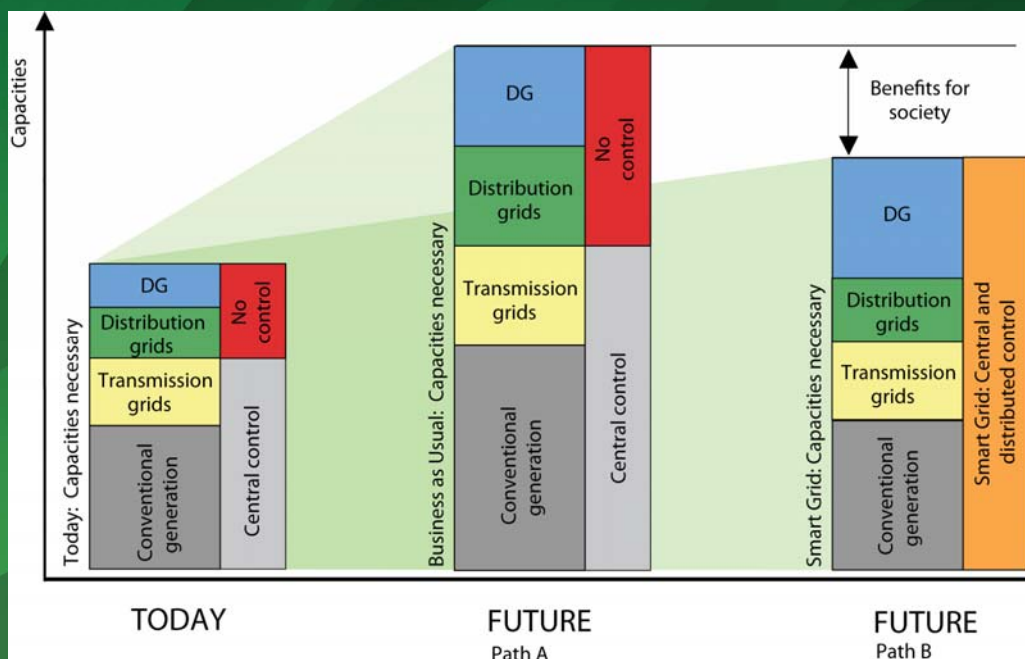 Capacities
Today: Capacities necessary
DG
Distribution
grids
Transmission
grids
Conventional
generation
No
control
Central control
Business as Usual: Capacities necessary
DG
Distribution
grids
Transmission
grids
Conventional
generation
No
control
Central control
Benefits for
society
Smart Grid: Capacities necessary
DG
Distribution
grids
Transmission
grids
Conventional
generation
Smart Grid: Central and
distributed control
TODAY
FUTURE
Path A
FUTURE
Path B